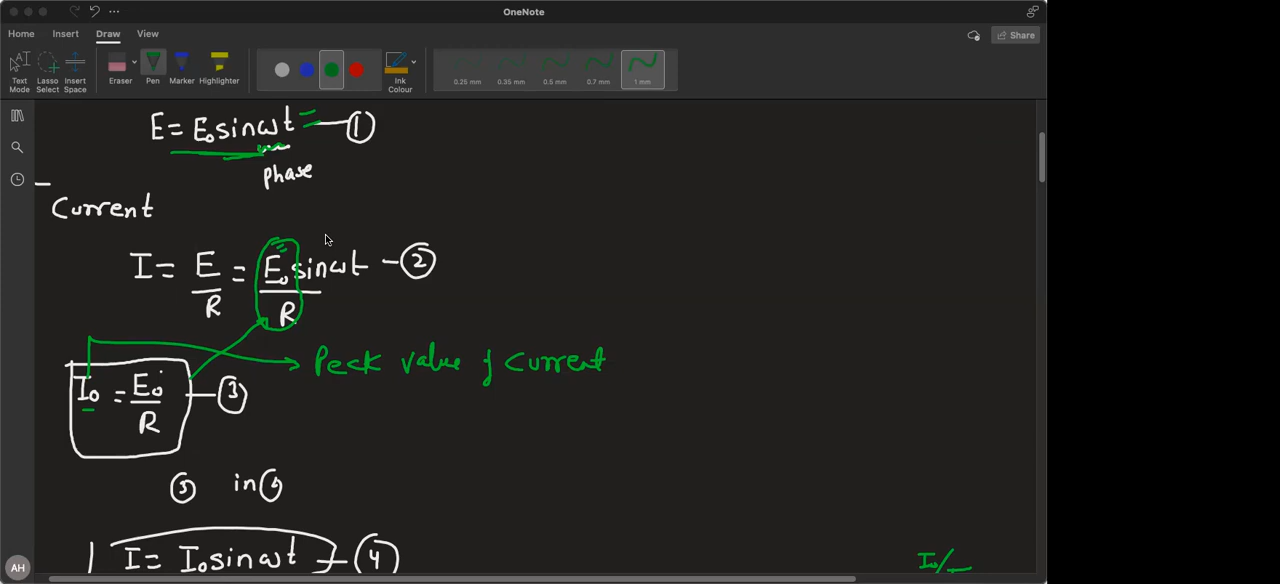 OneNote
Home Insert Draw View
Share
Text Mode
Lasso Select
Insert Space
Eraser
Pen
Marker
Highlighter
Ink Colour
0.25 mm
0.35 mm
0.5 mm
0.7 mm
1 mm
E = E₀sinωt = — ①
phase
Current
I = E/R = E₀sinωt/R - ②
Peck value of Current
I₀ = E₀/R — ③
③ in ②
I = I₀sinωt — ④
I₀/
AH